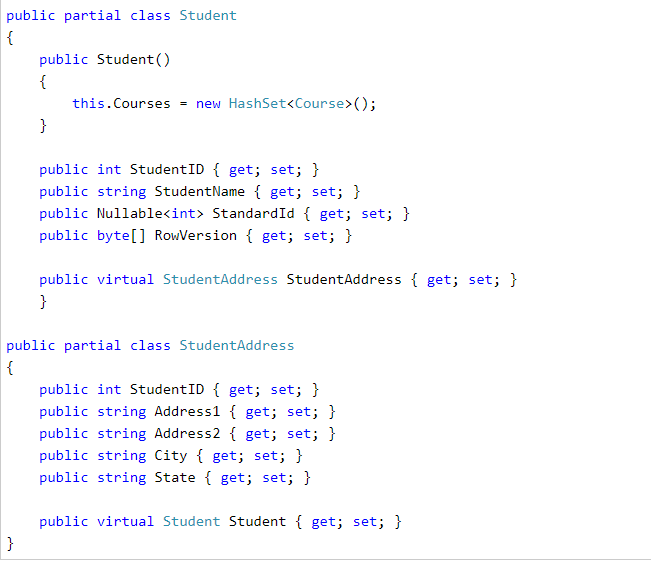 public partial class Student
{
    public Student()
    {
        this.Courses = new HashSet<Course>();
    }

    public int StudentID { get; set; }
    public string StudentName { get; set; }
    public Nullable<int> StandardId { get; set; }
    public byte[] RowVersion { get; set; }

    public virtual StudentAddress StudentAddress { get; set; }
    }

public partial class StudentAddress
{
    public int StudentID { get; set; }
    public string Address1 { get; set; }
    public string Address2 { get; set; }
    public string City { get; set; }
    public string State { get; set; }

    public virtual Student Student { get; set; }
}